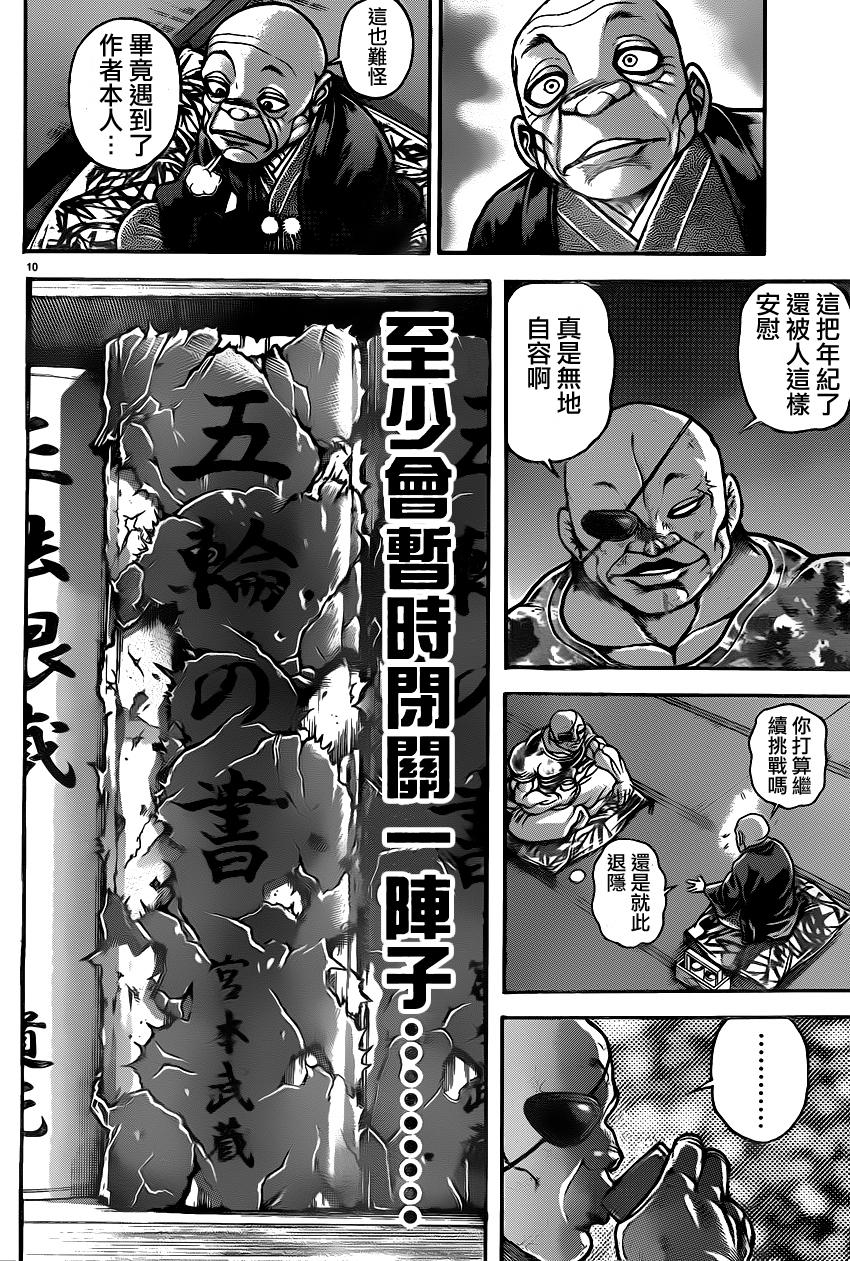 這也難怪
畢竟遇到了
作者本人…
10
這把年紀了
還被人這樣
安慰
真是無地
自容啊
你打算繼
續挑戰嗎
還是就此
退隱
……
至少會暫時閉關一陣子………
五輪の書
宮本武蔵